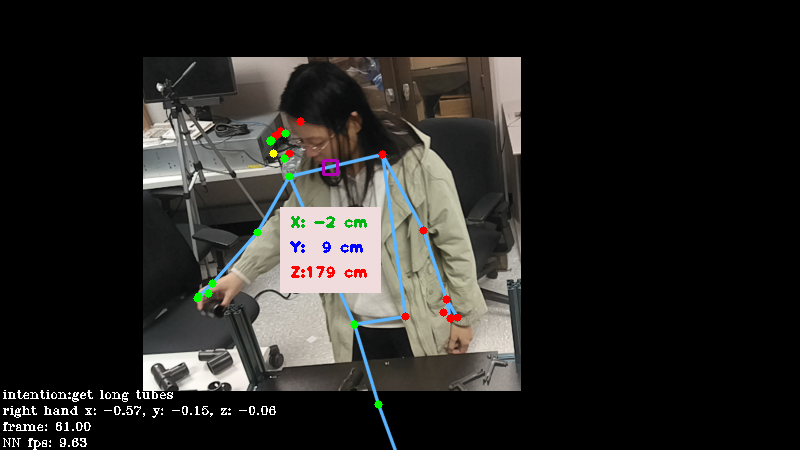 X: -2 cm
Y: 9 cm
Z:179 cm
intention:get long tubes
right hand x: -0.57, y: -0.15, z: -0.06
frame: 61.00
NN fps: 9.63